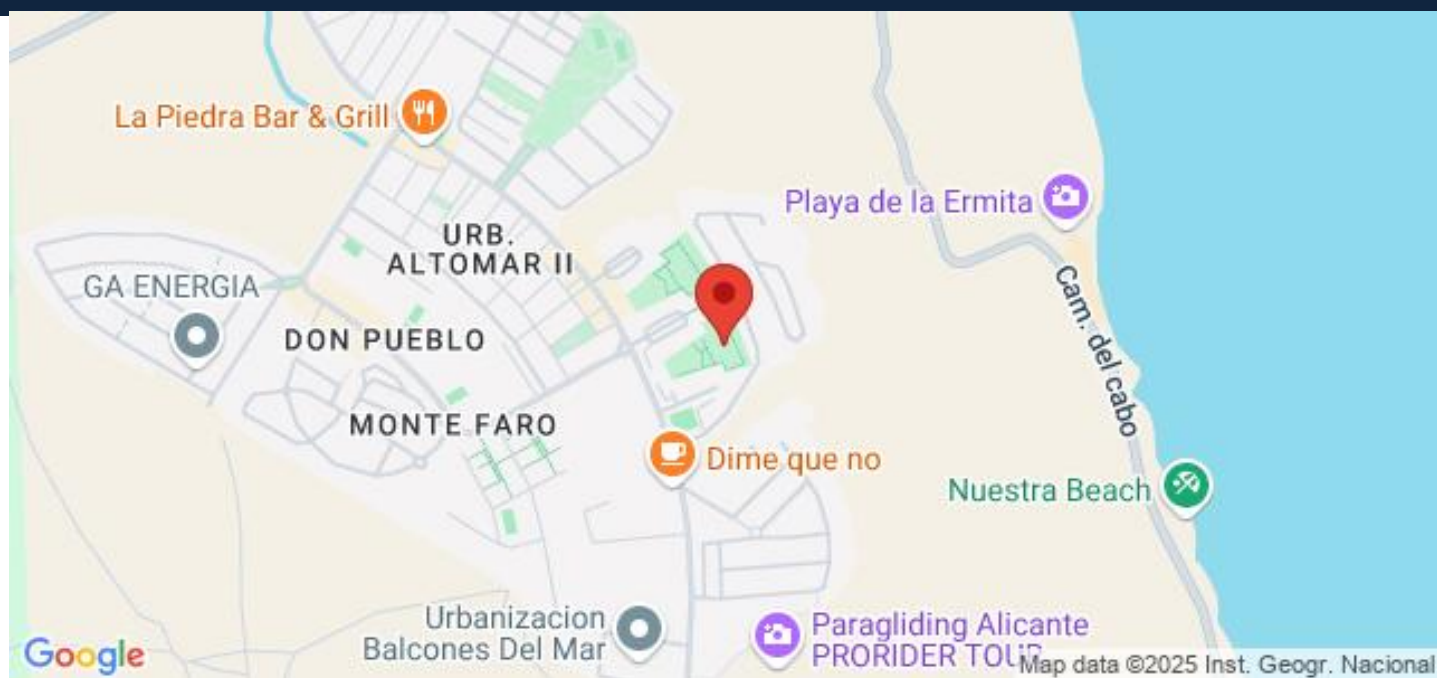 La Piedra Bar & Grill
Playa de la Ermita
URB.
ALTOMAR II
GA ENERGIA
Cam. del cabo
DON PUEBLO
MONTE FARO
Dime que no
Nuestra Beach
Urbanizacion
Balcones Del Mar
Paragliding Alicante
PRORIDER TOUR
Google
Map data ©2025 Inst. Geogr. Nacional